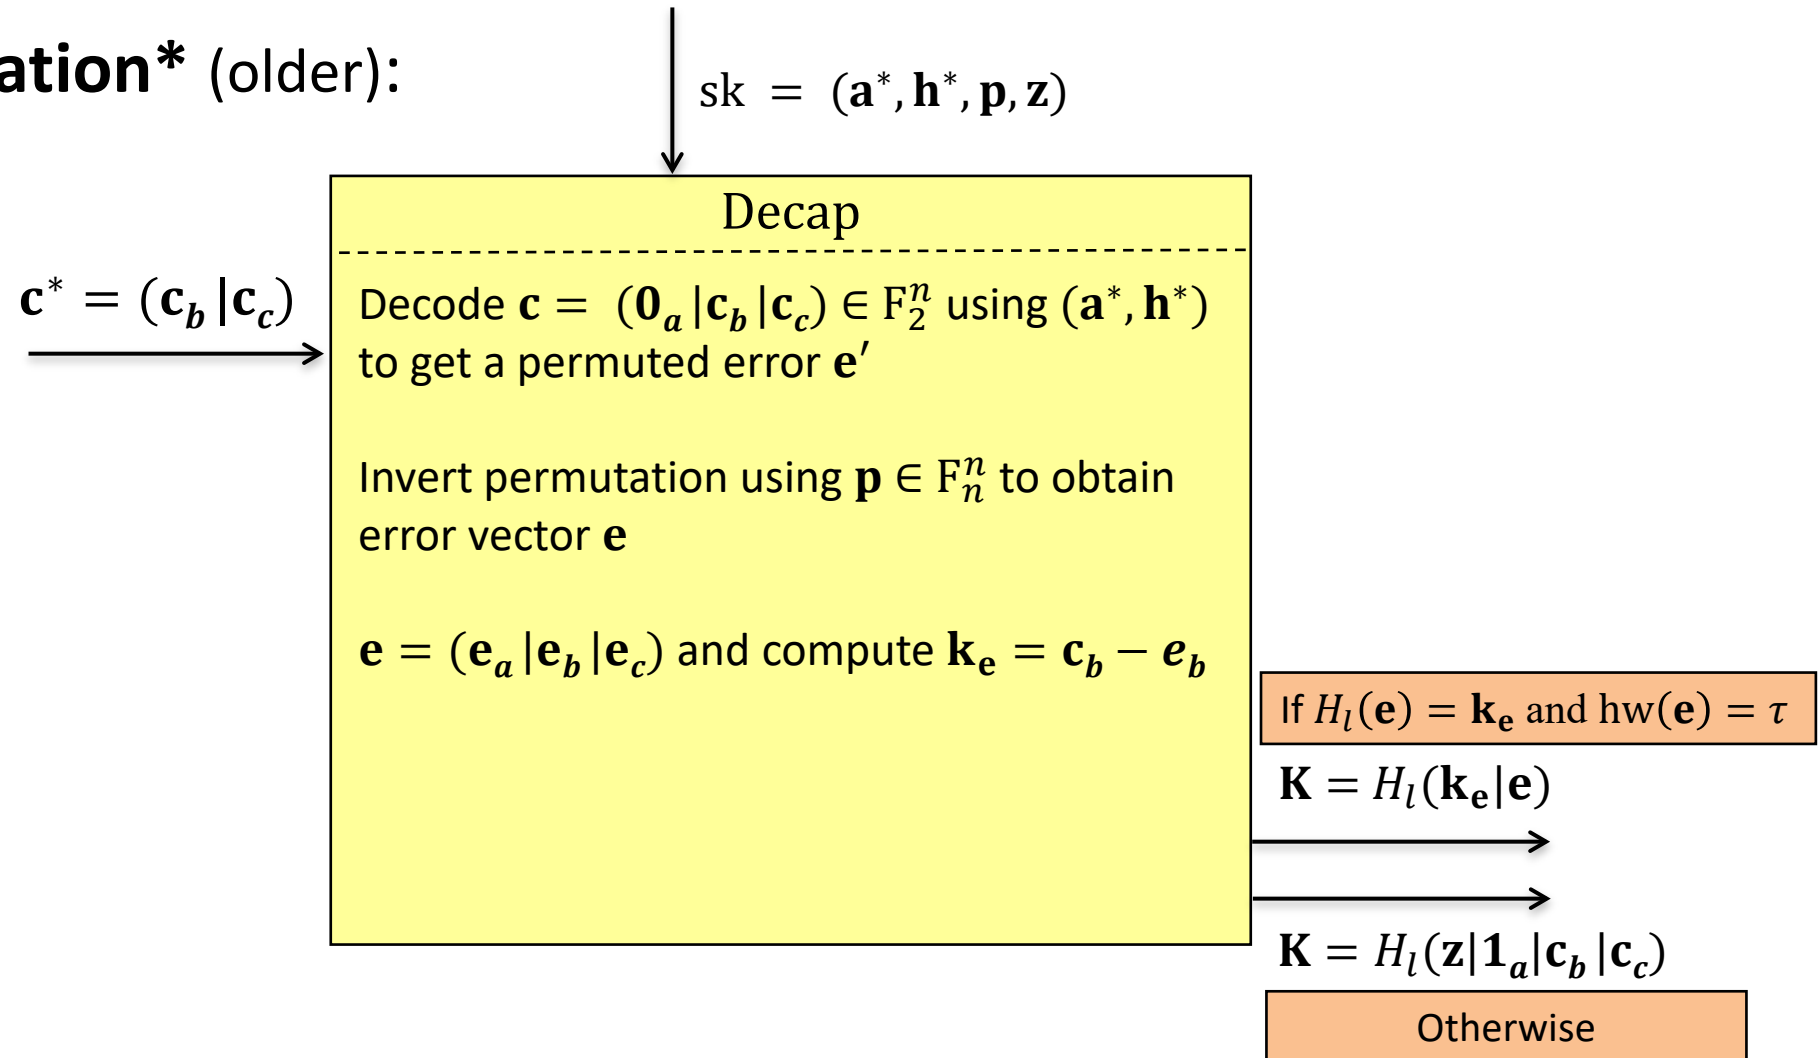 ation* (older):
sk = (a*, h*, p, z)
Decap
c* = (c_b |c_c)
Decode c = (0_a |c_b |c_c) ∈ F_2^n using (a*, h*)
to get a permuted error e′
Invert permutation using p ∈ F_n^n to obtain
error vector e
e = (e_a |e_b |e_c) and compute k_e = c_b − e_b
If H_l(e) = k_e and hw(e) = τ
K = H_l(k_e|e)
K = H_l(z|1_a|c_b |c_c)
Otherwise